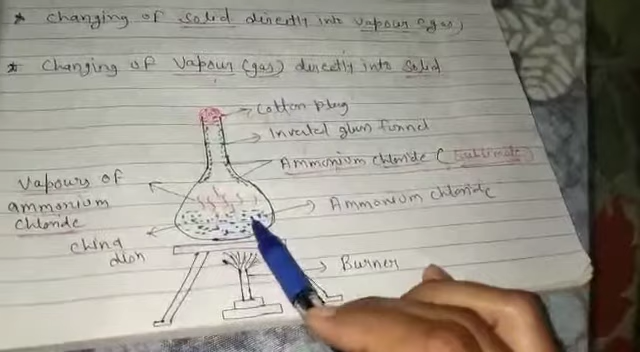 * Changing of solid directly into vapour (gas)
* Changing of vapour (gas) directly into solid
Cotton plug
Inverted glass funnel
Ammonium chloride (sublimate)
Vapours of
ammonium
chloride
Ammonium chloride
China
dish
Burner